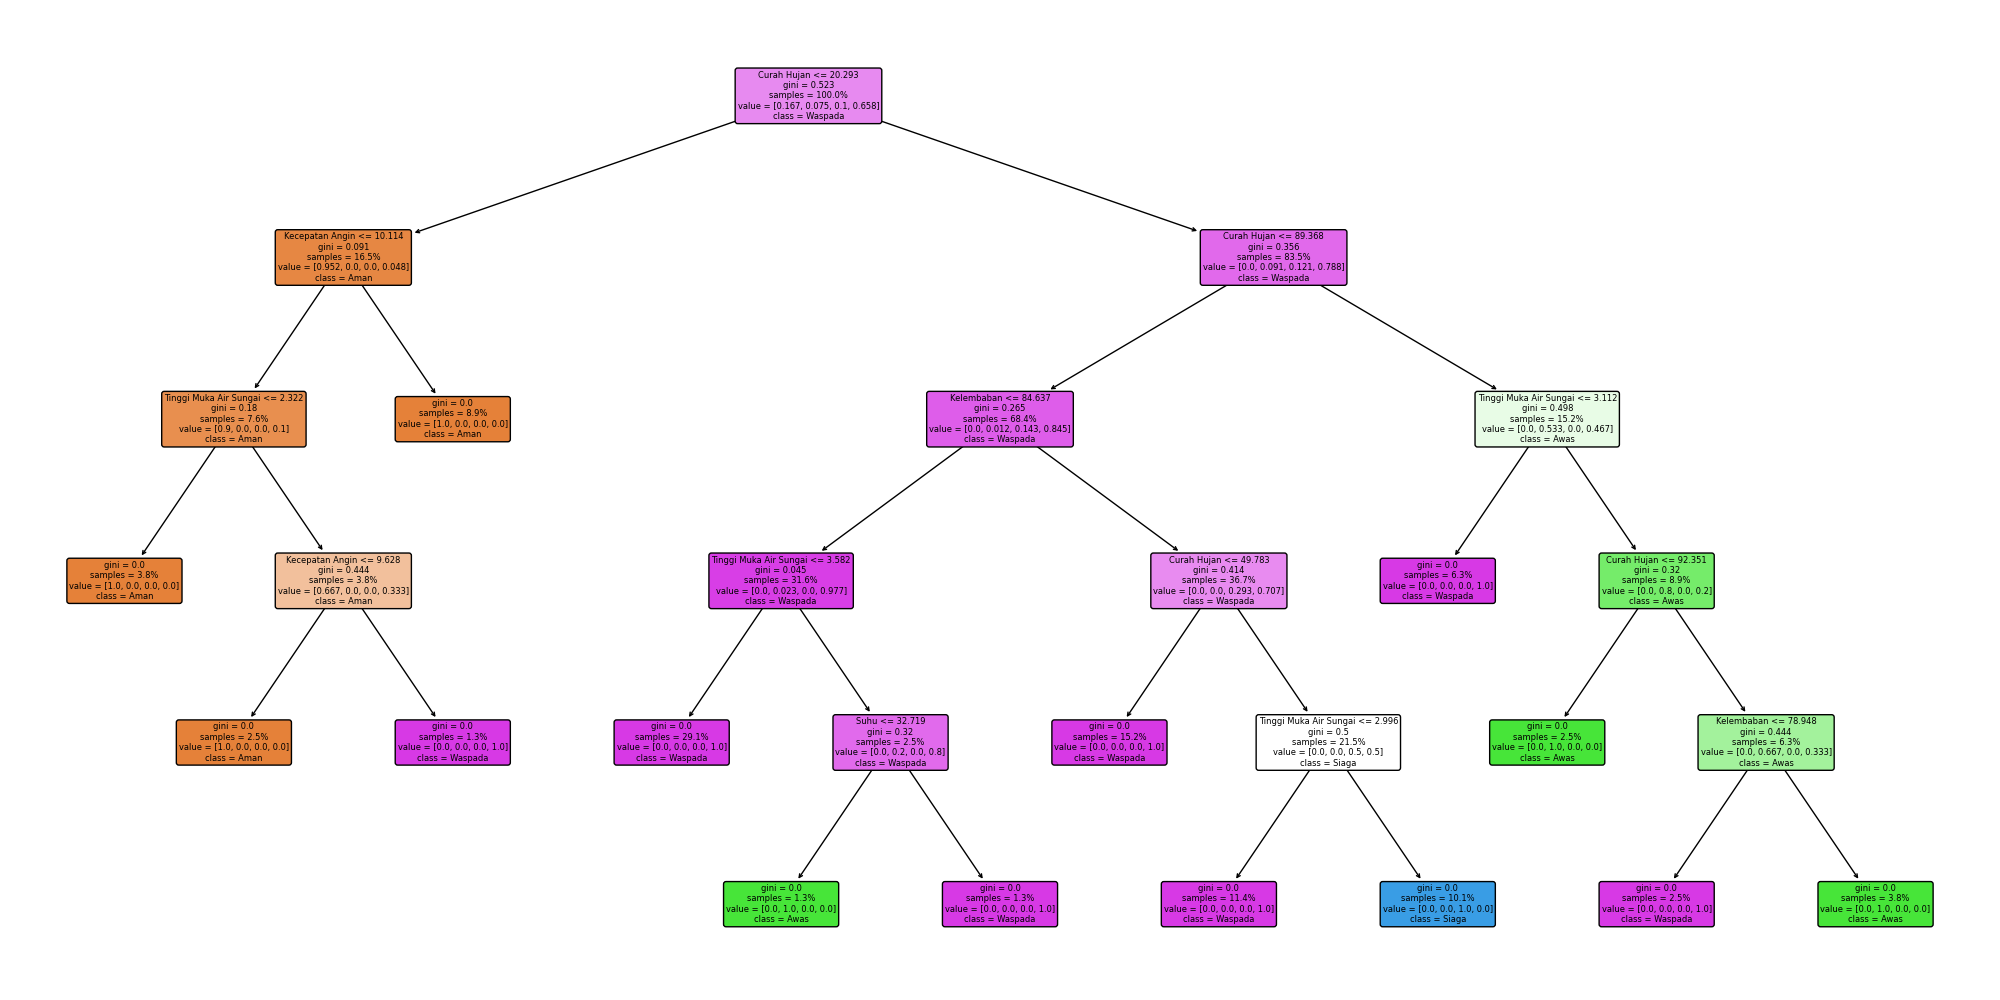 Curah Hujan <= 20.293
gini = 0.523
samples = 100.0%
value = [0.167, 0.075, 0.1, 0.658]
class = Waspada
Kecepatan Angin <= 10.114
gini = 0.091
samples = 16.5%
value = [0.952, 0.0, 0.0, 0.048]
class = Aman
Curah Hujan <= 89.368
gini = 0.356
samples = 83.5%
value = [0.0, 0.091, 0.121, 0.788]
class = Waspada
Tinggi Muka Air Sungai <= 2.322
gini = 0.18
samples = 7.6%
value = [0.9, 0.0, 0.0, 0.1]
class = Aman
gini = 0.0
samples = 8.9%
value = [1.0, 0.0, 0.0, 0.0]
class = Aman
Kelembaban <= 84.637
gini = 0.265
samples = 68.4%
value = [0.0, 0.012, 0.143, 0.845]
class = Waspada
Tinggi Muka Air Sungai <= 3.112
gini = 0.498
samples = 15.2%
value = [0.0, 0.533, 0.0, 0.467]
class = Awas
gini = 0.0
samples = 3.8%
value = [1.0, 0.0, 0.0, 0.0]
class = Aman
Kecepatan Angin <= 9.628
gini = 0.444
samples = 3.8%
value = [0.667, 0.0, 0.0, 0.333]
class = Aman
Tinggi Muka Air Sungai <= 3.582
gini = 0.045
samples = 31.6%
value = [0.0, 0.023, 0.0, 0.977]
class = Waspada
Curah Hujan <= 49.783
gini = 0.414
samples = 36.7%
value = [0.0, 0.0, 0.293, 0.707]
class = Waspada
gini = 0.0
samples = 6.3%
value = [0.0, 0.0, 0.0, 1.0]
class = Waspada
Curah Hujan <= 92.351
gini = 0.32
samples = 8.9%
value = [0.0, 0.8, 0.0, 0.2]
class = Awas
gini = 0.0
samples = 2.5%
value = [1.0, 0.0, 0.0, 0.0]
class = Aman
gini = 0.0
samples = 1.3%
value = [0.0, 0.0, 0.0, 1.0]
class = Waspada
gini = 0.0
samples = 29.1%
value = [0.0, 0.0, 0.0, 1.0]
class = Waspada
Suhu <= 32.719
gini = 0.32
samples = 2.5%
value = [0.0, 0.2, 0.0, 0.8]
class = Waspada
gini = 0.0
samples = 15.2%
value = [0.0, 0.0, 0.0, 1.0]
class = Waspada
Tinggi Muka Air Sungai <= 2.996
gini = 0.5
samples = 21.5%
value = [0.0, 0.0, 0.5, 0.5]
class = Siaga
gini = 0.0
samples = 2.5%
value = [0.0, 1.0, 0.0, 0.0]
class = Awas
Kelembaban <= 78.948
gini = 0.444
samples = 6.3%
value = [0.0, 0.667, 0.0, 0.333]
class = Awas
gini = 0.0
samples = 1.3%
value = [0.0, 1.0, 0.0, 0.0]
class = Awas
gini = 0.0
samples = 1.3%
value = [0.0, 0.0, 0.0, 1.0]
class = Waspada
gini = 0.0
samples = 11.4%
value = [0.0, 0.0, 0.0, 1.0]
class = Waspada
gini = 0.0
samples = 10.1%
value = [0.0, 0.0, 1.0, 0.0]
class = Siaga
gini = 0.0
samples = 2.5%
value = [0.0, 0.0, 0.0, 1.0]
class = Waspada
gini = 0.0
samples = 3.8%
value = [0.0, 1.0, 0.0, 0.0]
class = Awas